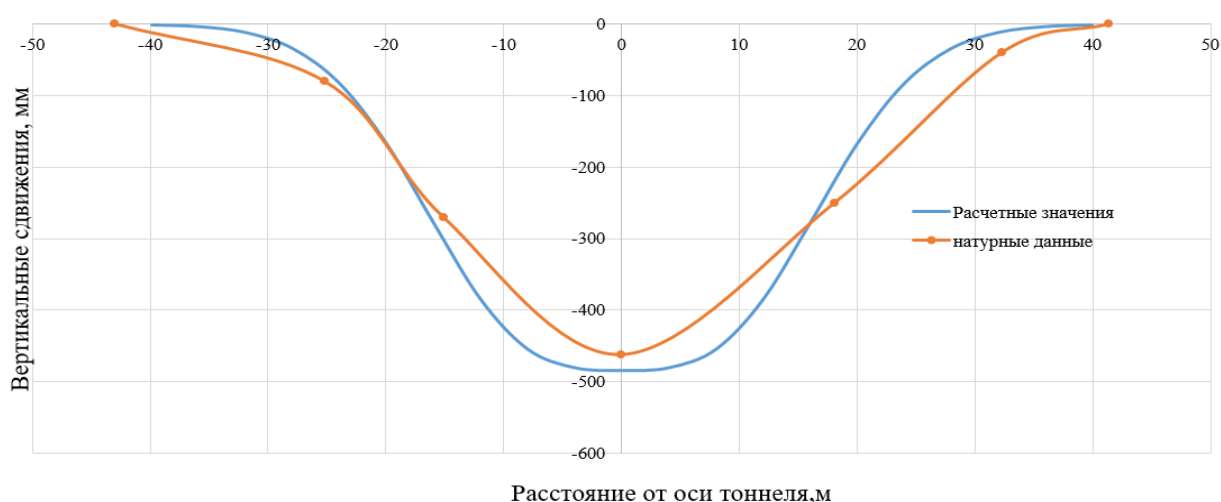 0
-50 -40 -30 -20 -10 0 10 20 30 40 50
-100
-200
-300
-400
-500
-600
Вертикальные сдвижения, мм
Расчетные значения
натурные данные
Расстояние от оси тоннеля,м